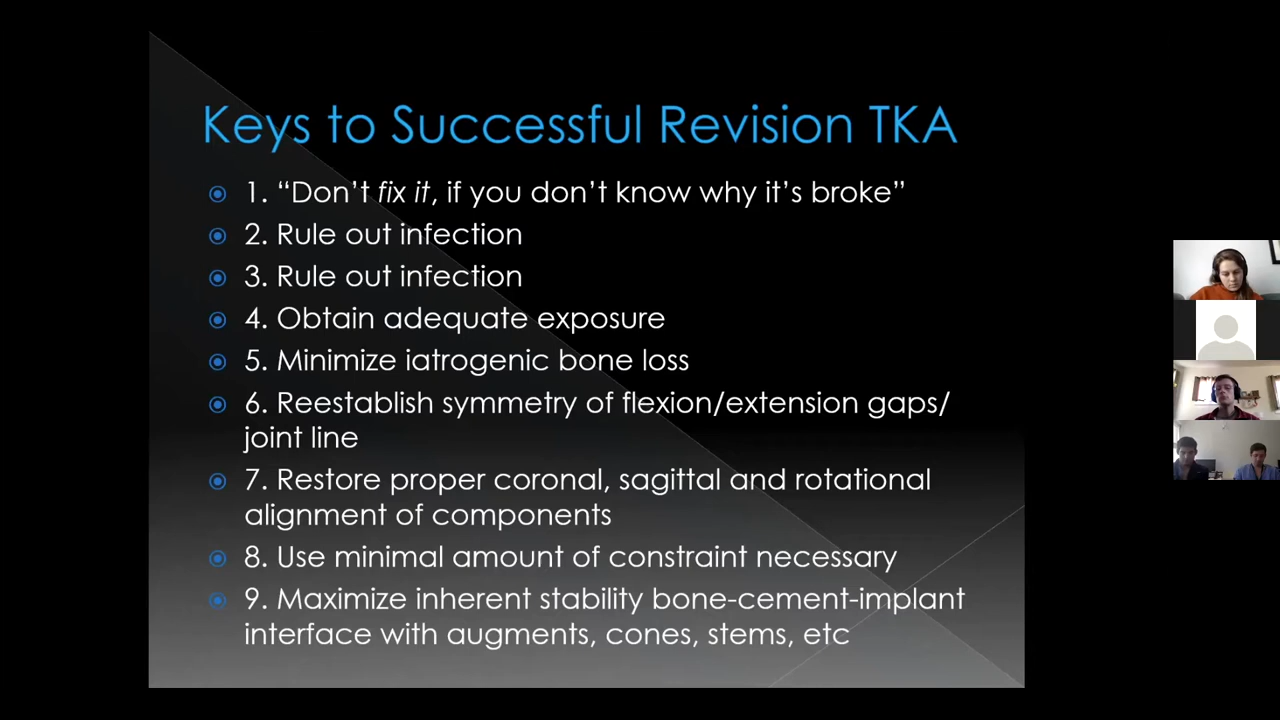 Keys to Successful Revision TKA
1. “Don’t fix it, if you don’t know why it’s broke”
2. Rule out infection
3. Rule out infection
4. Obtain adequate exposure
5. Minimize iatrogenic bone loss
6. Reestablish symmetry of flexion/extension gaps/
joint line
7. Restore proper coronal, sagittal and rotational
alignment of components
8. Use minimal amount of constraint necessary
9. Maximize inherent stability bone-cement-implant
interface with augments, cones, stems, etc